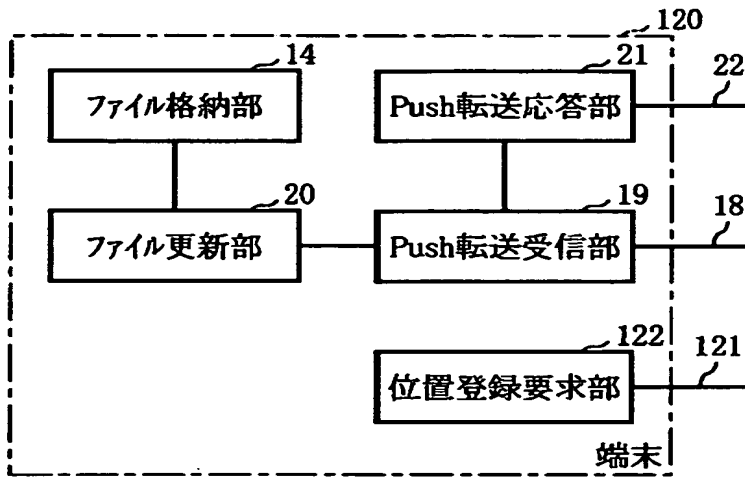 120
14
21
22
ファイル格納部
Push転送応答部
20
19
18
ファイル更新部
Push転送受信部
122
121
位置登録要求部
端末